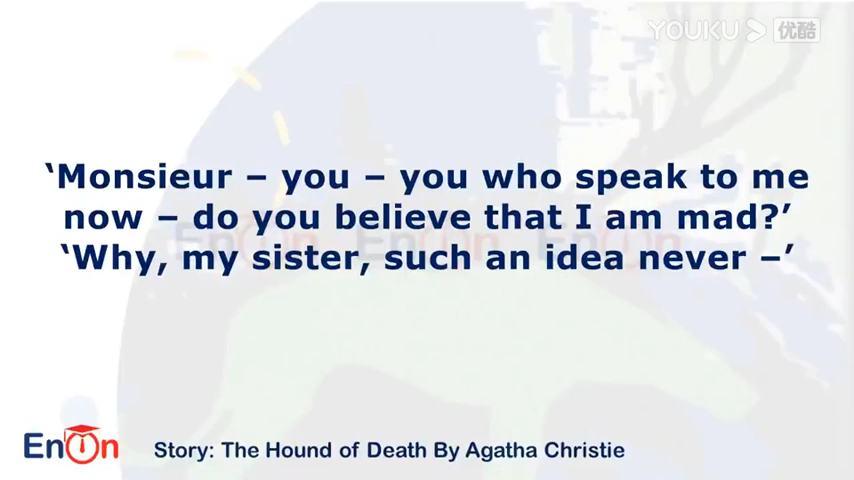 YOUKU 优酷
‘Monsieur – you – you who speak to me
now – do you believe that I am mad?’
‘Why, my sister, such an idea never –’
EnOn
Story: The Hound of Death By Agatha Christie